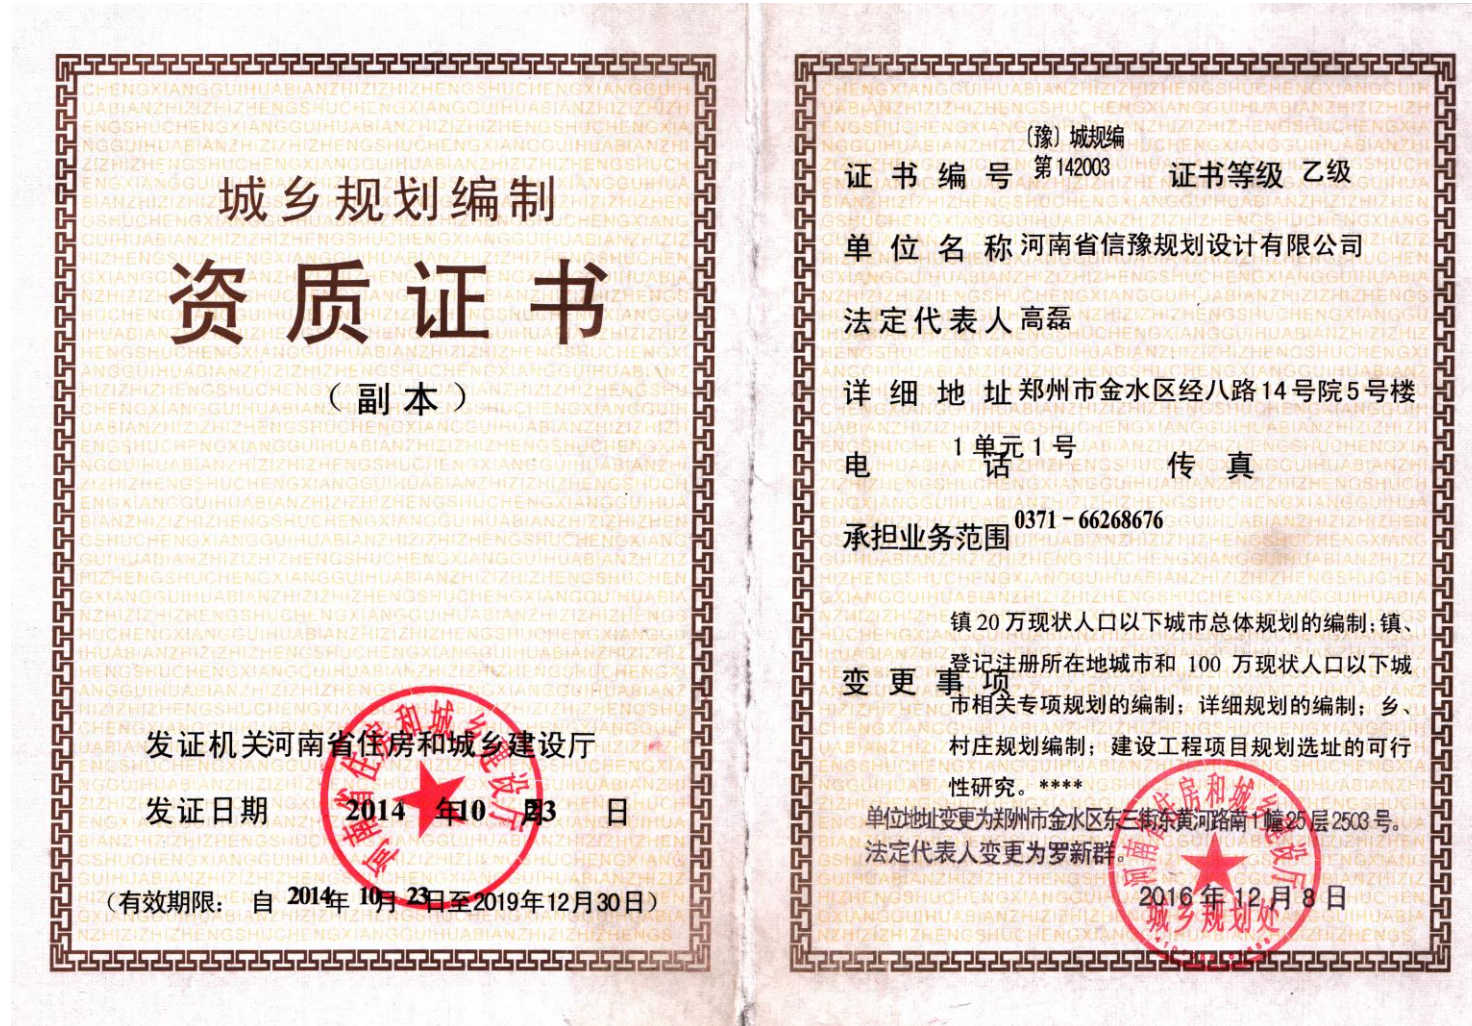 城乡规划编制
资质证书
（副本）
发证机关河南省住房和城乡建设厅
发证日期 2014 年10 月23 日
（有效期限： 自 2014年 10月 23日至2019年12月30日）
河南省住房和城乡建设厅
〔豫〕城规编
证书编号 第142003 证书等级 乙级
单位名称 河南省信豫规划设计有限公司
法定代表人 高磊
详细地址 郑州市金水区经八路14号院5号楼
1单元1号
电话 传真
0371-66268676
承担业务范围
镇20万现状人口以下城市总体规划的编制;镇、
登记注册所在地城市和 100 万现状人口以下城
变更事项
市相关专项规划的编制；详细规划的编制；乡、
村庄规划编制；建设工程项目规划选址的可行
性研究。****
单位地址变更为郑州市金水区东三街东黄河路南1幢25层2503号。
法定代表人变更为罗新群。
2016年12月8日
河南省住房和城乡建设厅
城乡规划处